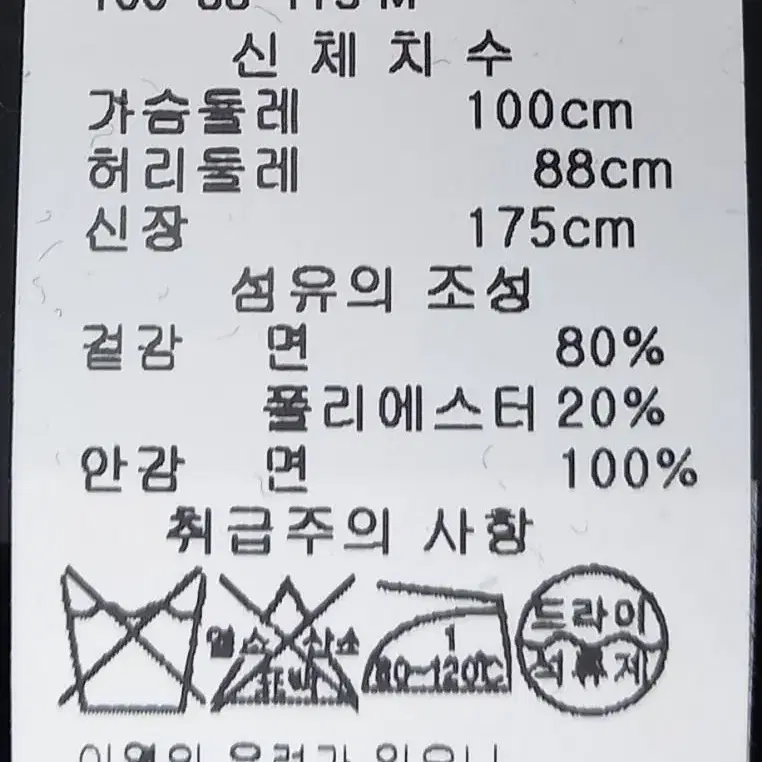 신체치수
가슴둘레 100cm
허리둘레 88cm
신장 175cm
섬유의 조성
겉감 면 80%
폴리에스터 20%
안감 면 100%
취급주의 사항
염소 산소 표백
1
80~120℃
드라이
석유계